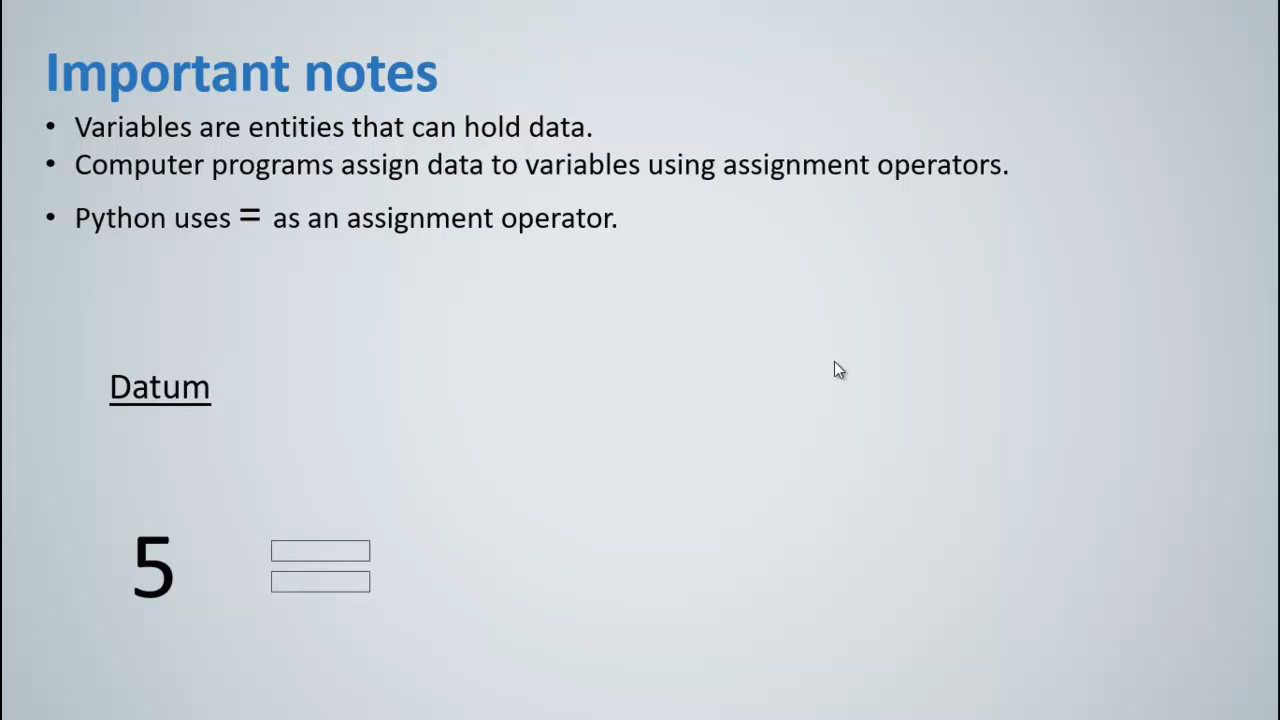 Important notes
• Variables are entities that can hold data.
• Computer programs assign data to variables using assignment operators.
• Python uses = as an assignment operator.
Datum
5 =